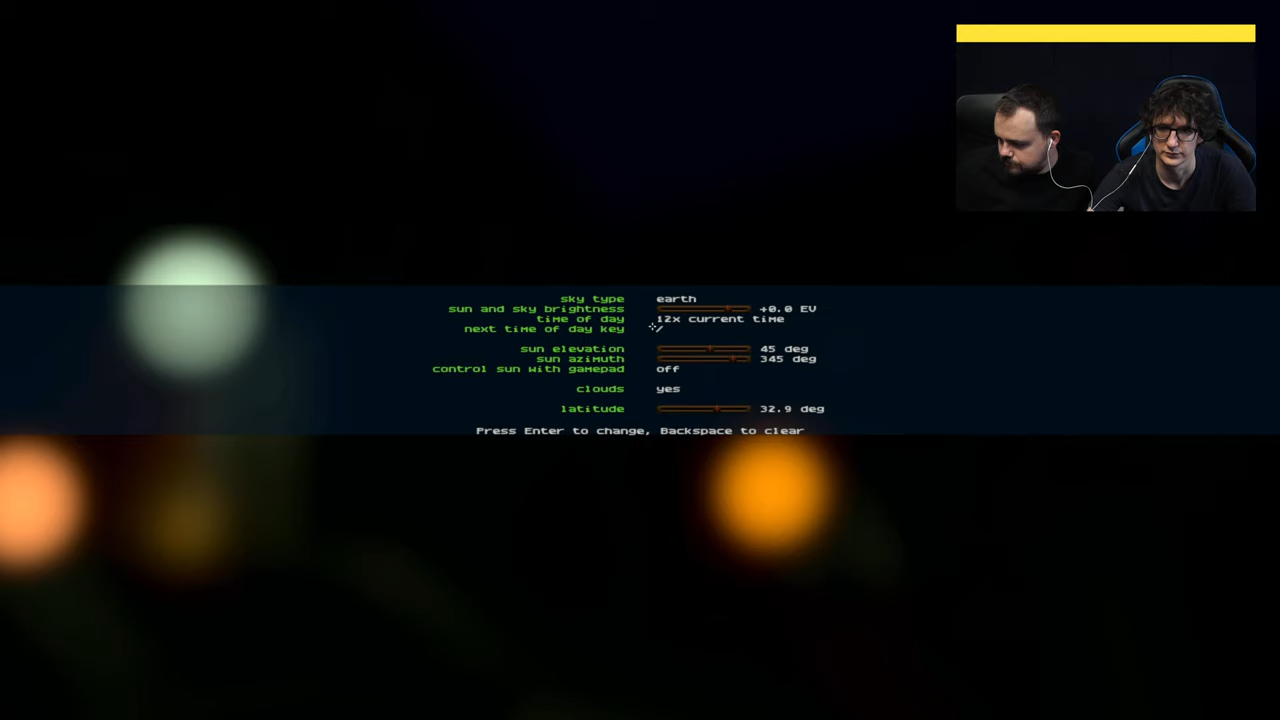 sky type earth
sun and sky brightness +0.0 EV
time of day 12x current time
next time of day key /
sun elevation 45 deg
sun azimuth 345 deg
control sun with gamepad off
clouds yes
latitude 32.9 deg
Press Enter to change, Backspace to clear